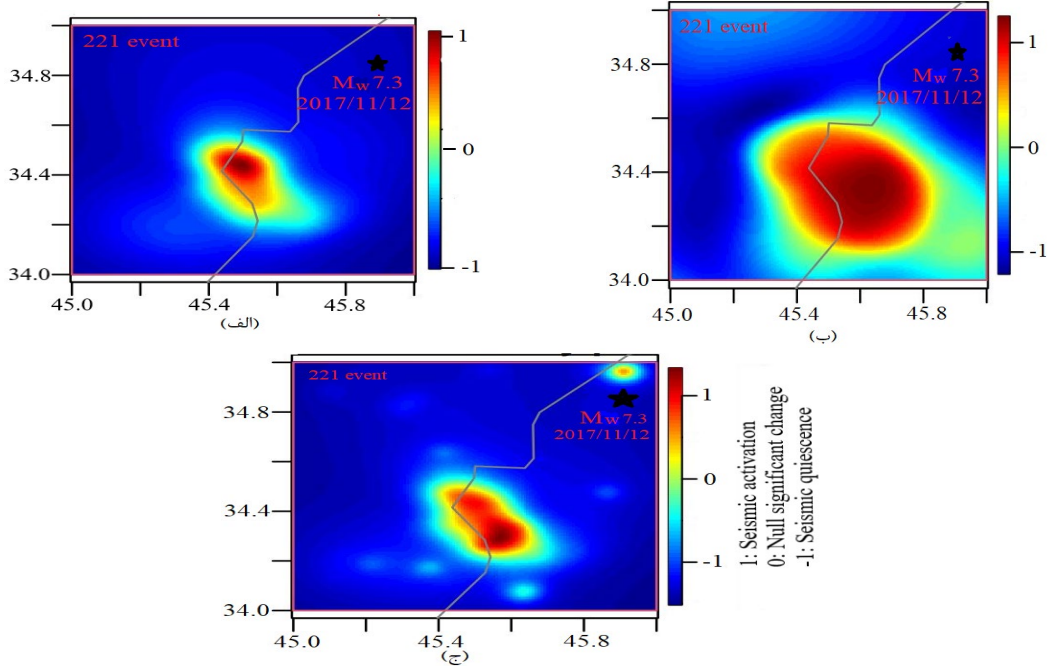 221 event
Mw 7.3
2017/11/12
34.8
34.4
34.0
45.0
45.4
45.8
1
0
-1
(الف)
221 event
Mw 7.3
2017/11/12
34.8
34.4
34.0
45.0
45.4
45.8
1
0
-1
(ب)
221 event
Mw 7.3
2017/11/12
34.8
34.4
34.0
45.0
45.4
45.8
1
0
-1
(ج)
1: Seismic activation
0: Null significant change
-1: Seismic quiescence